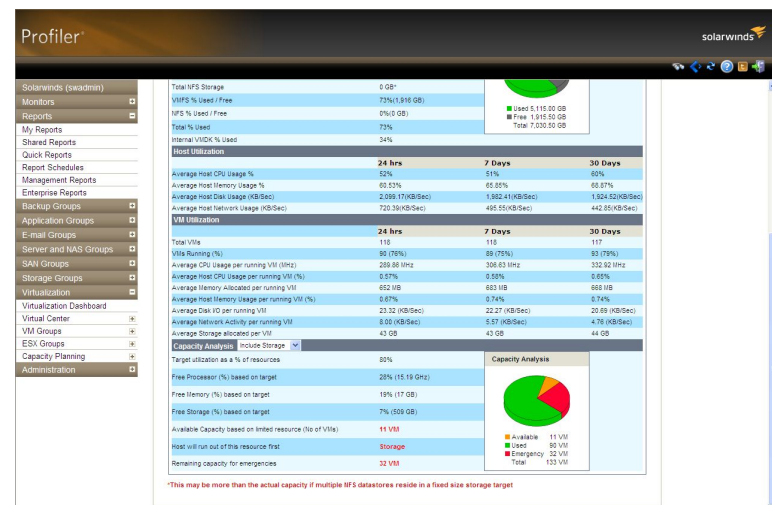 Profiler
solarwinds
Solarwinds (swadmin)
Monitors
Reports
My Reports
Shared Reports
Quick Reports
Report Schedules
Management Reports
Enterprise Reports
Backup Groups
Application Groups
E-mail Groups
Server and NAS Groups
SAN Groups
Storage Groups
Virtualization
Virtualization Dashboard
Virtual Center
VM Groups
ESX Groups
Capacity Planning
Administration
Total NFS Storage 0 GB*
VMFS % Used / Free 73%(1,916 GB)
NFS % Used / Free 0%(0 GB)
Total % Used 73%
Internal VMDK % Used 34%
Used 5,115.00 GB
Free 1,915.50 GB
Total 7,030.50 GB
Host Utilization
24 hrs 7 Days 30 Days
Average Host CPU Usage % 52% 51% 60%
Average Host Memory Usage % 60.53% 65.85% 68.87%
Average Host Disk Usage (KB/Sec) 2,099.17(KB/Sec) 1,982.41(KB/Sec) 1,924.52(KB/Sec)
Average Host Network Usage (KB/Sec) 720.39(KB/Sec) 495.55(KB/Sec) 442.85(KB/Sec)
VM Utilization
24 hrs 7 Days 30 Days
Total VMs 118 118 117
VMs Running (%) 90 (76%) 89 (75%) 93 (79%)
Average CPU Usage per running VM (MHz) 289.86 MHz 306.63 MHz 332.92 MHz
Average Host CPU Usage per running VM (%) 0.57% 0.58% 0.65%
Average Memory Allocated per running VM 652 MB 683 MB 668 MB
Average Host Memory Usage per running VM (%) 0.67% 0.74% 0.74%
Average Disk I/O per running VM 23.32 (KB/Sec) 22.27 (KB/Sec) 20.69 (KB/Sec)
Average Network Activity per running VM 8.00 (KB/Sec) 5.57 (KB/Sec) 4.76 (KB/Sec)
Average Storage allocated per VM 43 GB 43 GB 44 GB
Capacity Analysis Include Storage
Target utilization as a % of resources 80%
Free Processor (%) based on target 28% (15.19 GHz)
Free Memory (%) based on target 19% (17 GB)
Free Storage (%) based on target 7% (509 GB)
Available Capacity based on limited resource (No of VMs) 11 VM
Host will run out of this resource first Storage
Remaining capacity for emergencies 32 VM
Capacity Analysis
Available 11 VM
Used 90 VM
Emergency 32 VM
Total 133 VM
*This may be more than the actual capacity if multiple NFS datastores reside in a fixed size storage target